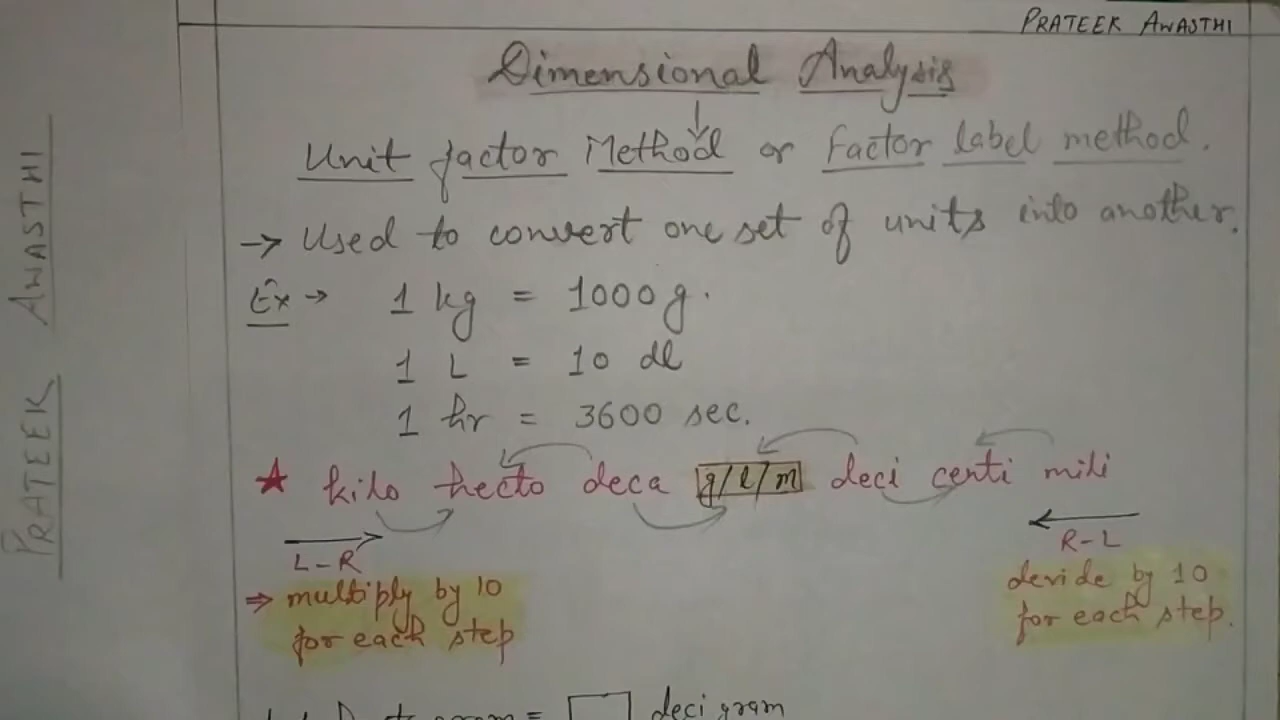 PRATEEK AWASTHI
PRATEEK AWASTHI
Dimensional Analysis
Unit factor Method or Factor label method.
→ Used to convert one set of units into another.
Ex → 1 kg = 1000 g.
1 L = 10 dl
1 hr = 3600 sec.
★ kilo hecto deca g/l/m deci centi mili
L-R
R-L
⇒ multiply by 10
for each step
devide by 10
for each step.
gram = deci gram